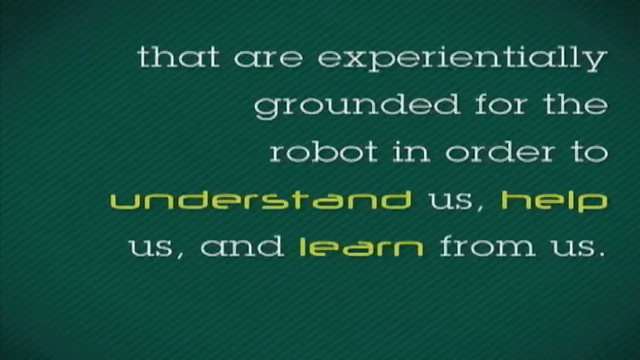 that are experientially
grounded for the
robot in order to
understand us, help
us, and learn from us.